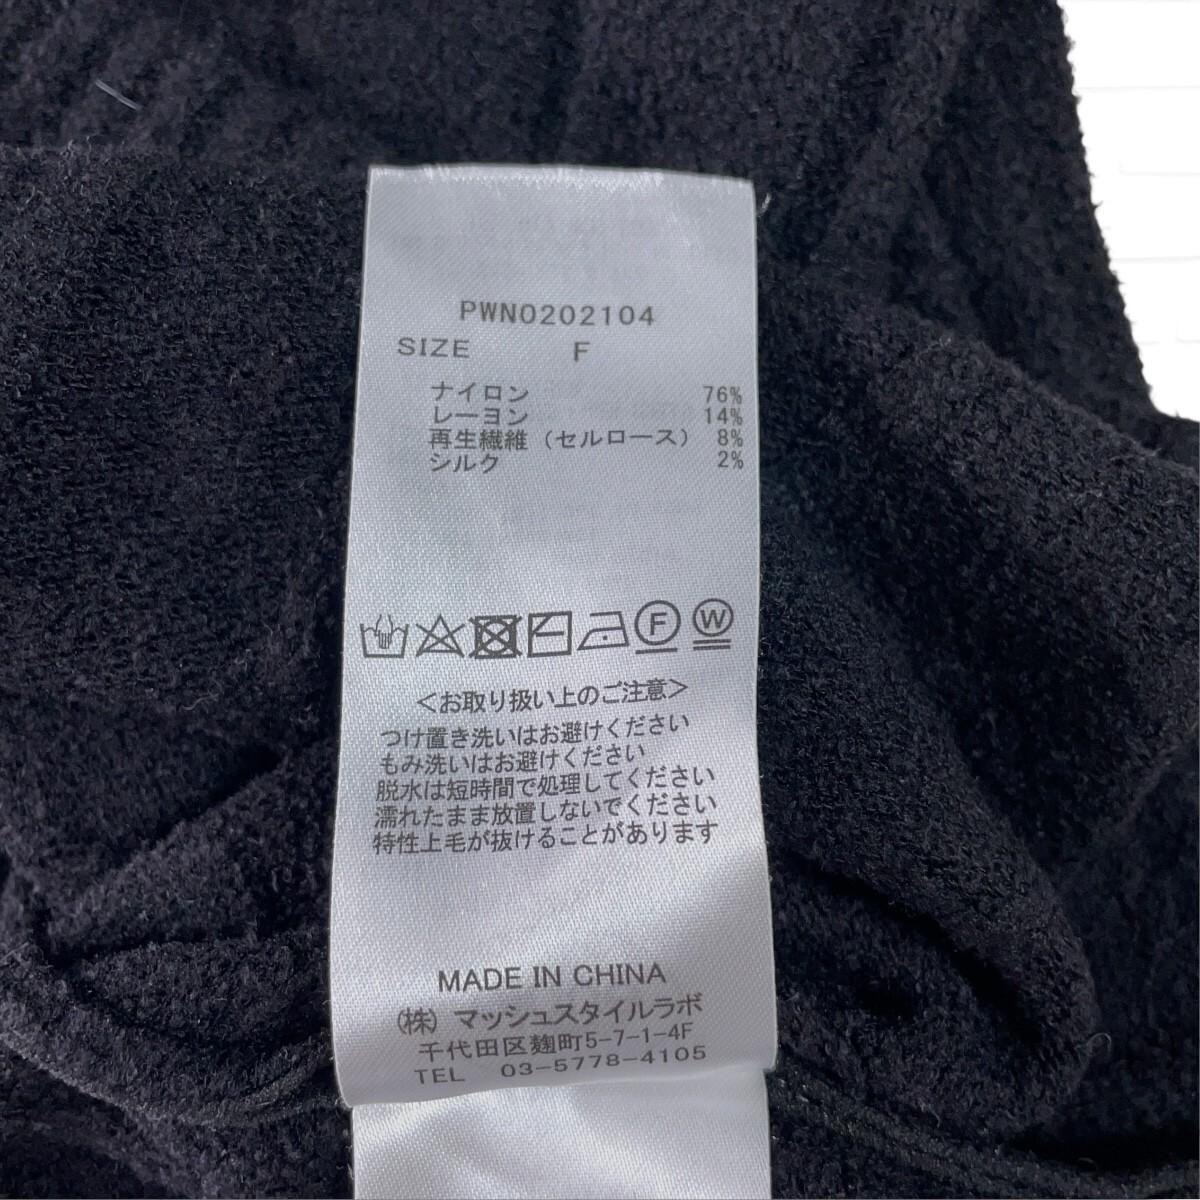 PWN0202104
SIZE F
ナイロン 76%
レーヨン 14%
再生繊維(セルロース) 8%
シルク 2%
F W
<お取り扱い上のご注意>
つけ置き洗いはお避けください
もみ洗いはお避けください
脱水は短時間で処理してください
濡れたまま放置しないでください
特性上毛が抜けることがあります
MADE IN CHINA
(株) マッシュスタイルラボ
千代田区麹町5-7-1-4F
TEL 03-5778-4105